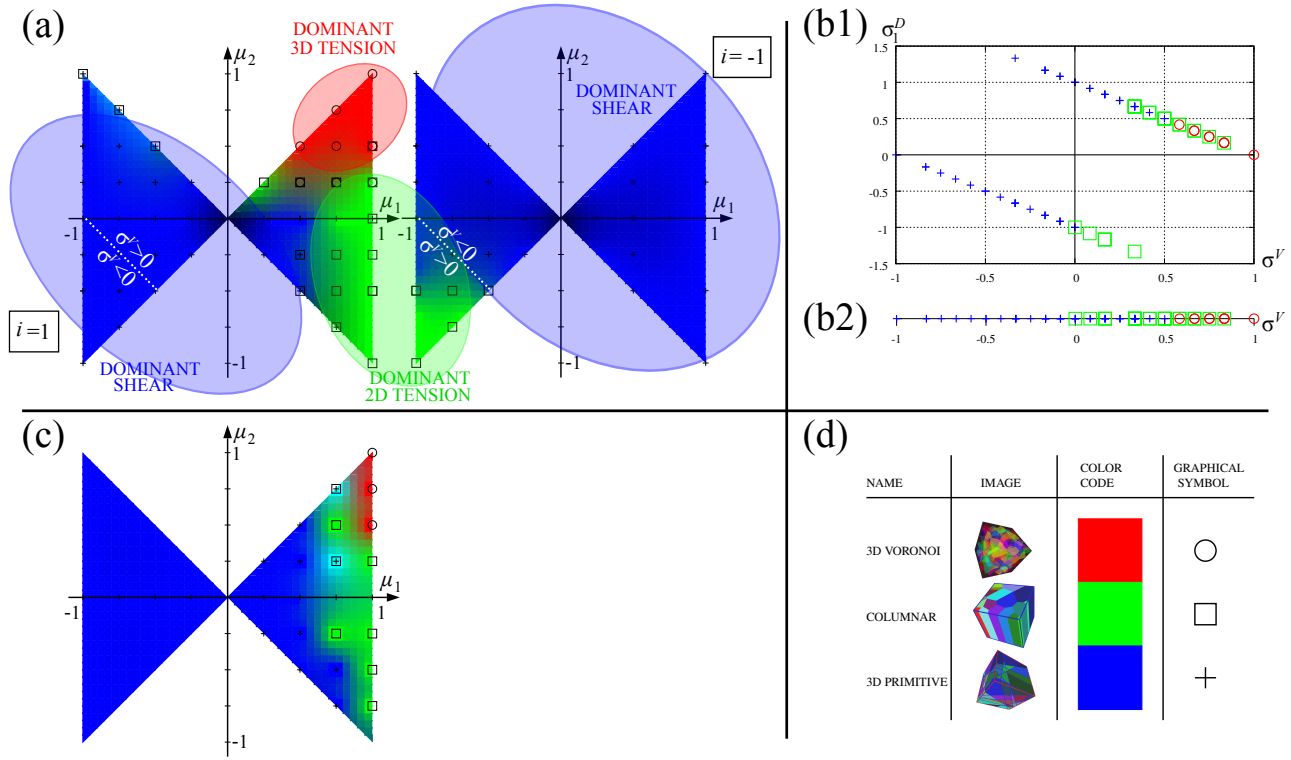 (a)
μ2
1
DOMINANT
3D TENSION
i = -1
μ2
1
DOMINANT
SHEAR
-1
μ1
1
-1
μ1
1
σV>0
σV<0
σV<0
σV>0
i=1
DOMINANT
SHEAR
-1
DOMINANT
2D TENSION
-1
(b1)
σD
1.5
1
0.5
0
-0.5
-1
-1.5
-1
-0.5
0
0.5
1
σV
(b2)
-1
-0.5
0
0.5
1
σV
(c)
μ2
1
-1
μ1
1
-1
(d)
NAME
IMAGE
COLOR
CODE
GRAPHICAL
SYMBOL
3D VORONOI
COLUMNAR
3D PRIMITIVE